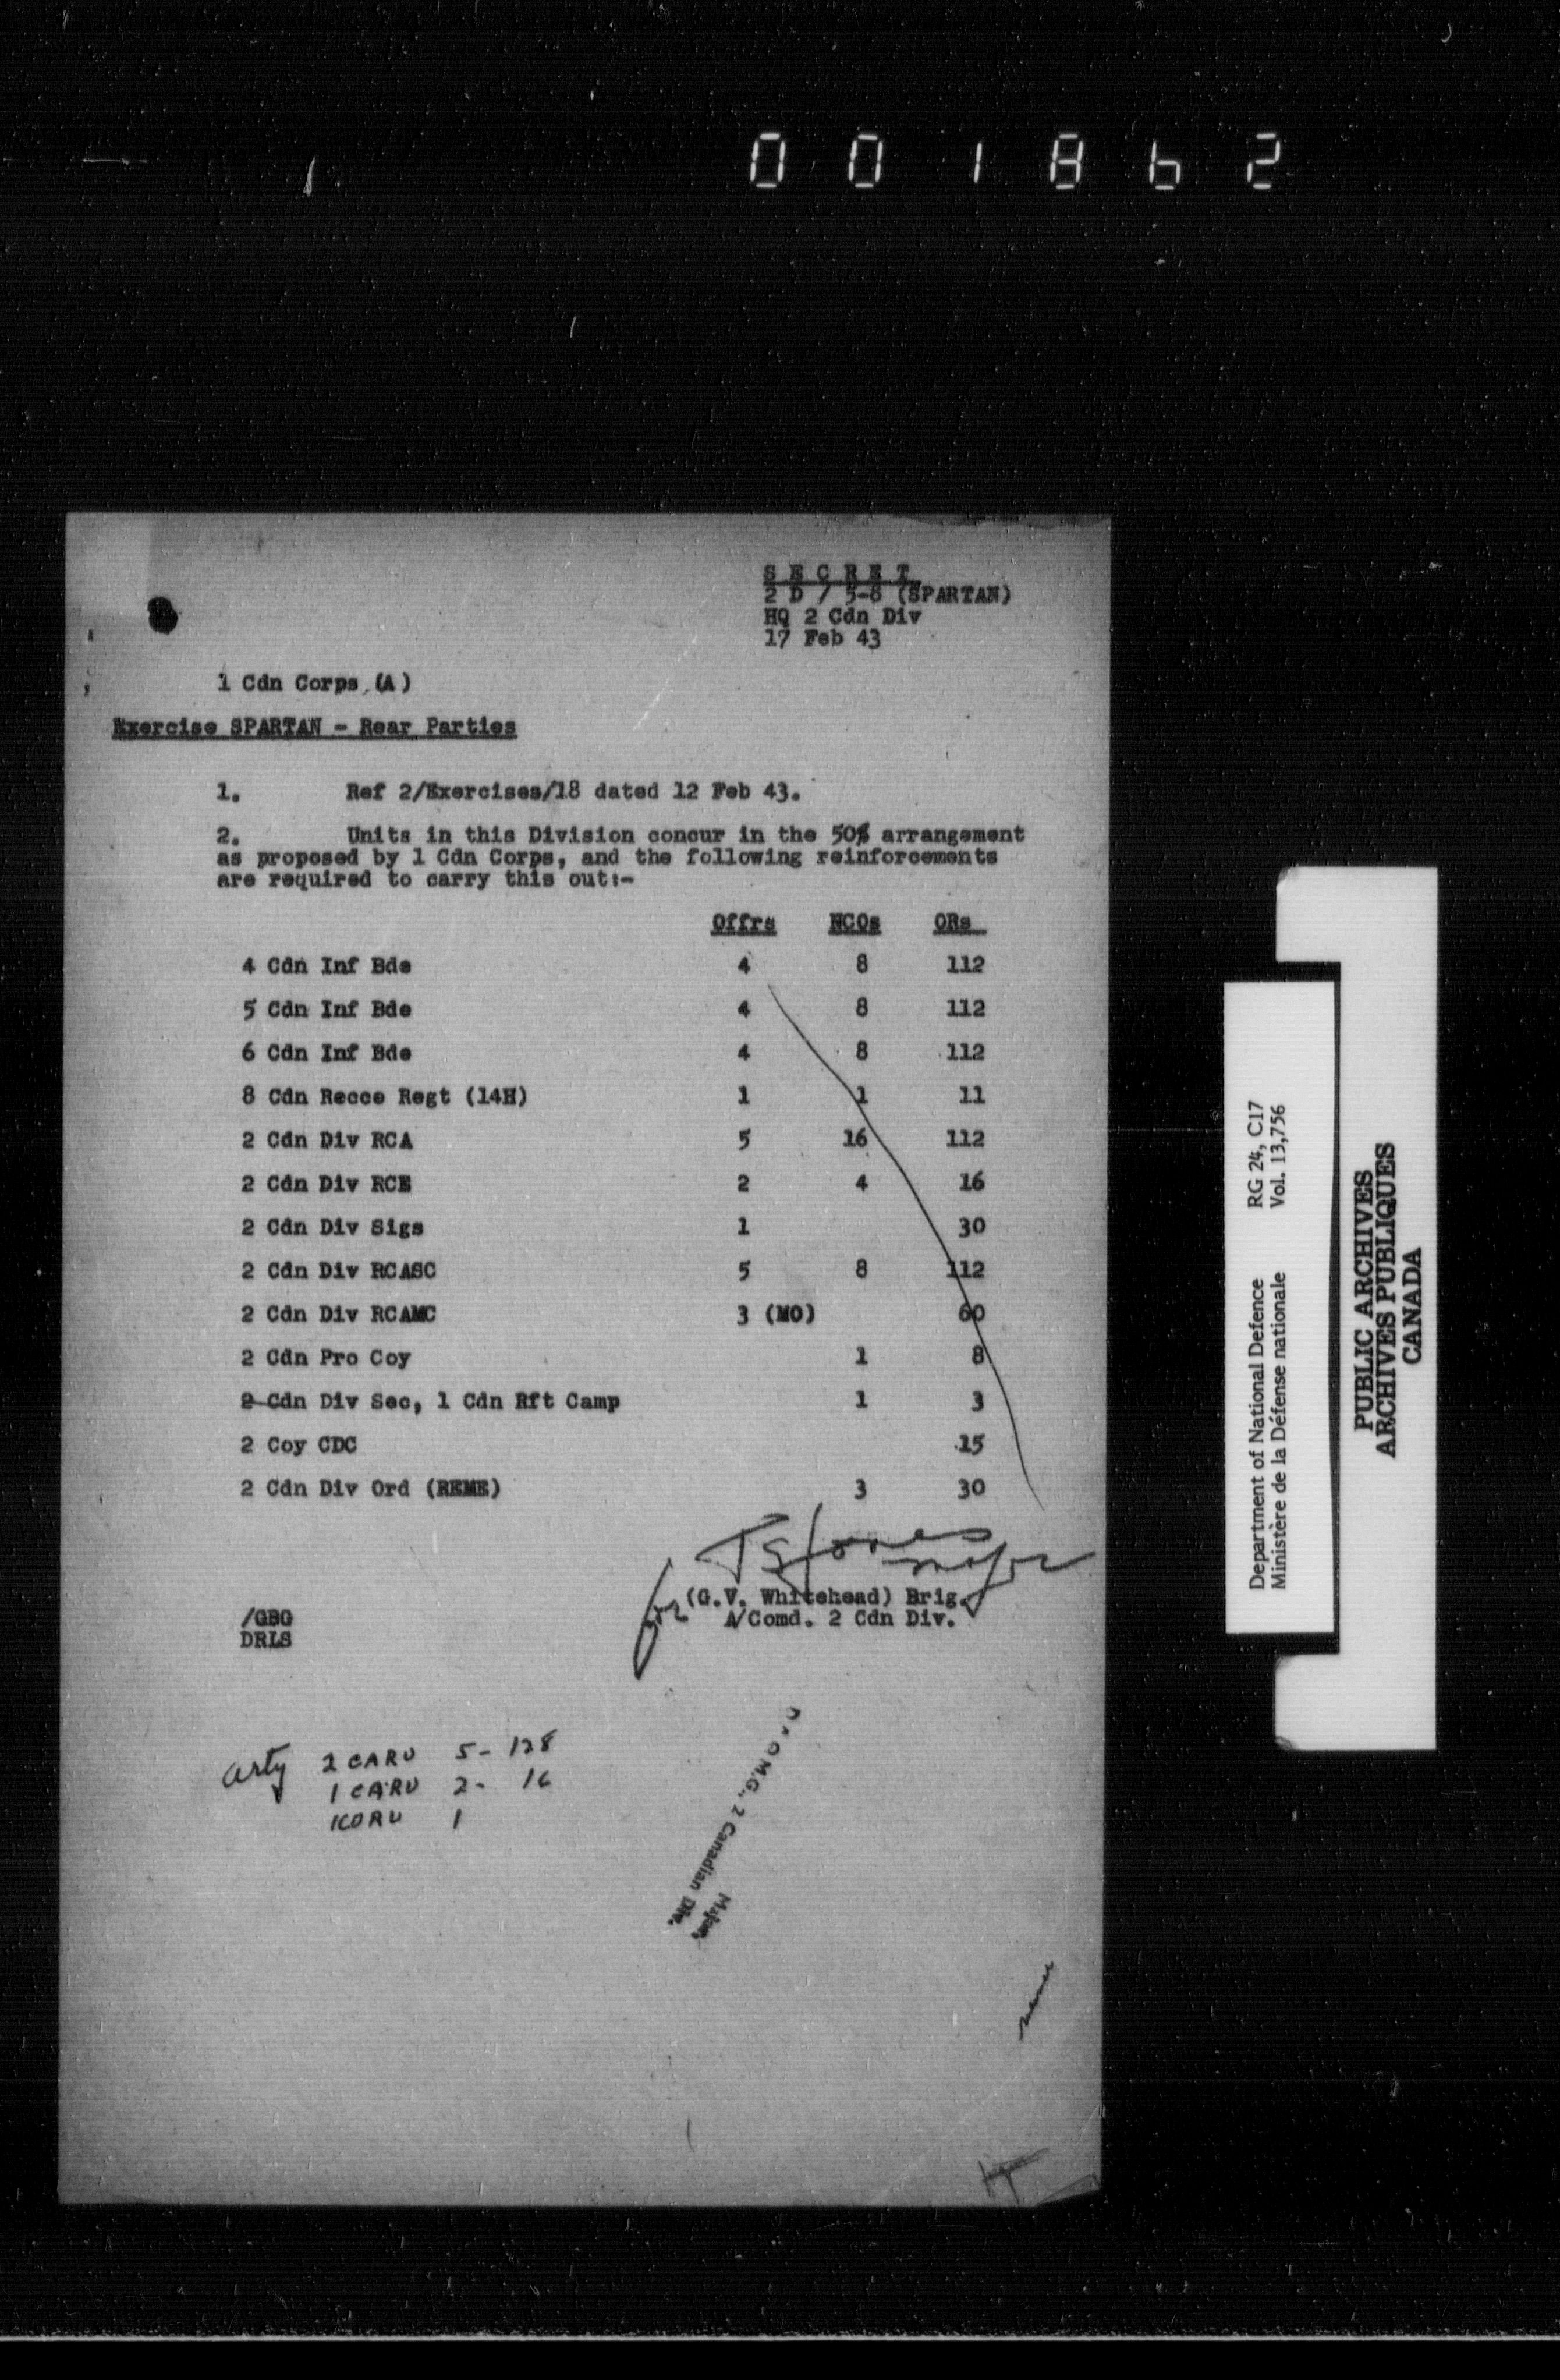 001862
S E C R E T
2 D / 5-8 (SPARTAN)
HQ 2 Cdn Div
17 Feb 43
1 Cdn Corps (A)
Exercise SPARTAN - Rear Parties
1. Ref 2/Exercises/18 dated 12 Feb 43.
2. Units in this Division concur in the 50% arrangement
as proposed by 1 Cdn Corps, and the following reinforcements
are required to carry this out:-
Offrs NCOs ORs
4 Cdn Inf Bde 4 8 112
5 Cdn Inf Bde 4 8 112
6 Cdn Inf Bde 4 8 112
8 Cdn Recce Regt (14H) 1 1 11
2 Cdn Div RCA 5 16 112
2 Cdn Div RCE 2 4 16
2 Cdn Div Sigs 1 30
2 Cdn Div RCASC 5 8 112
2 Cdn Div RCAMC 3 (MO) 60
2 Cdn Pro Coy 1 8
2 Cdn Div Sec, 1 Cdn Rft Camp 1 3
2 Coy CDC 15
2 Cdn Div Ord (REME) 3 30
TSJones
Major
for (G.V. Whitehead) Brig.
A/Comd. 2 Cdn Div.
/GBG
DRLS
Arty 2 CARU 5 - 128
1 CARU 2 - 16
1CORU 1
Major,
Q.M.G., 2 Canadian Div.
Department of National Defence RG 24, C17
Ministère de la Défense nationale Vol. 13,756
PUBLIC ARCHIVES
ARCHIVES PUBLIQUES
CANADA